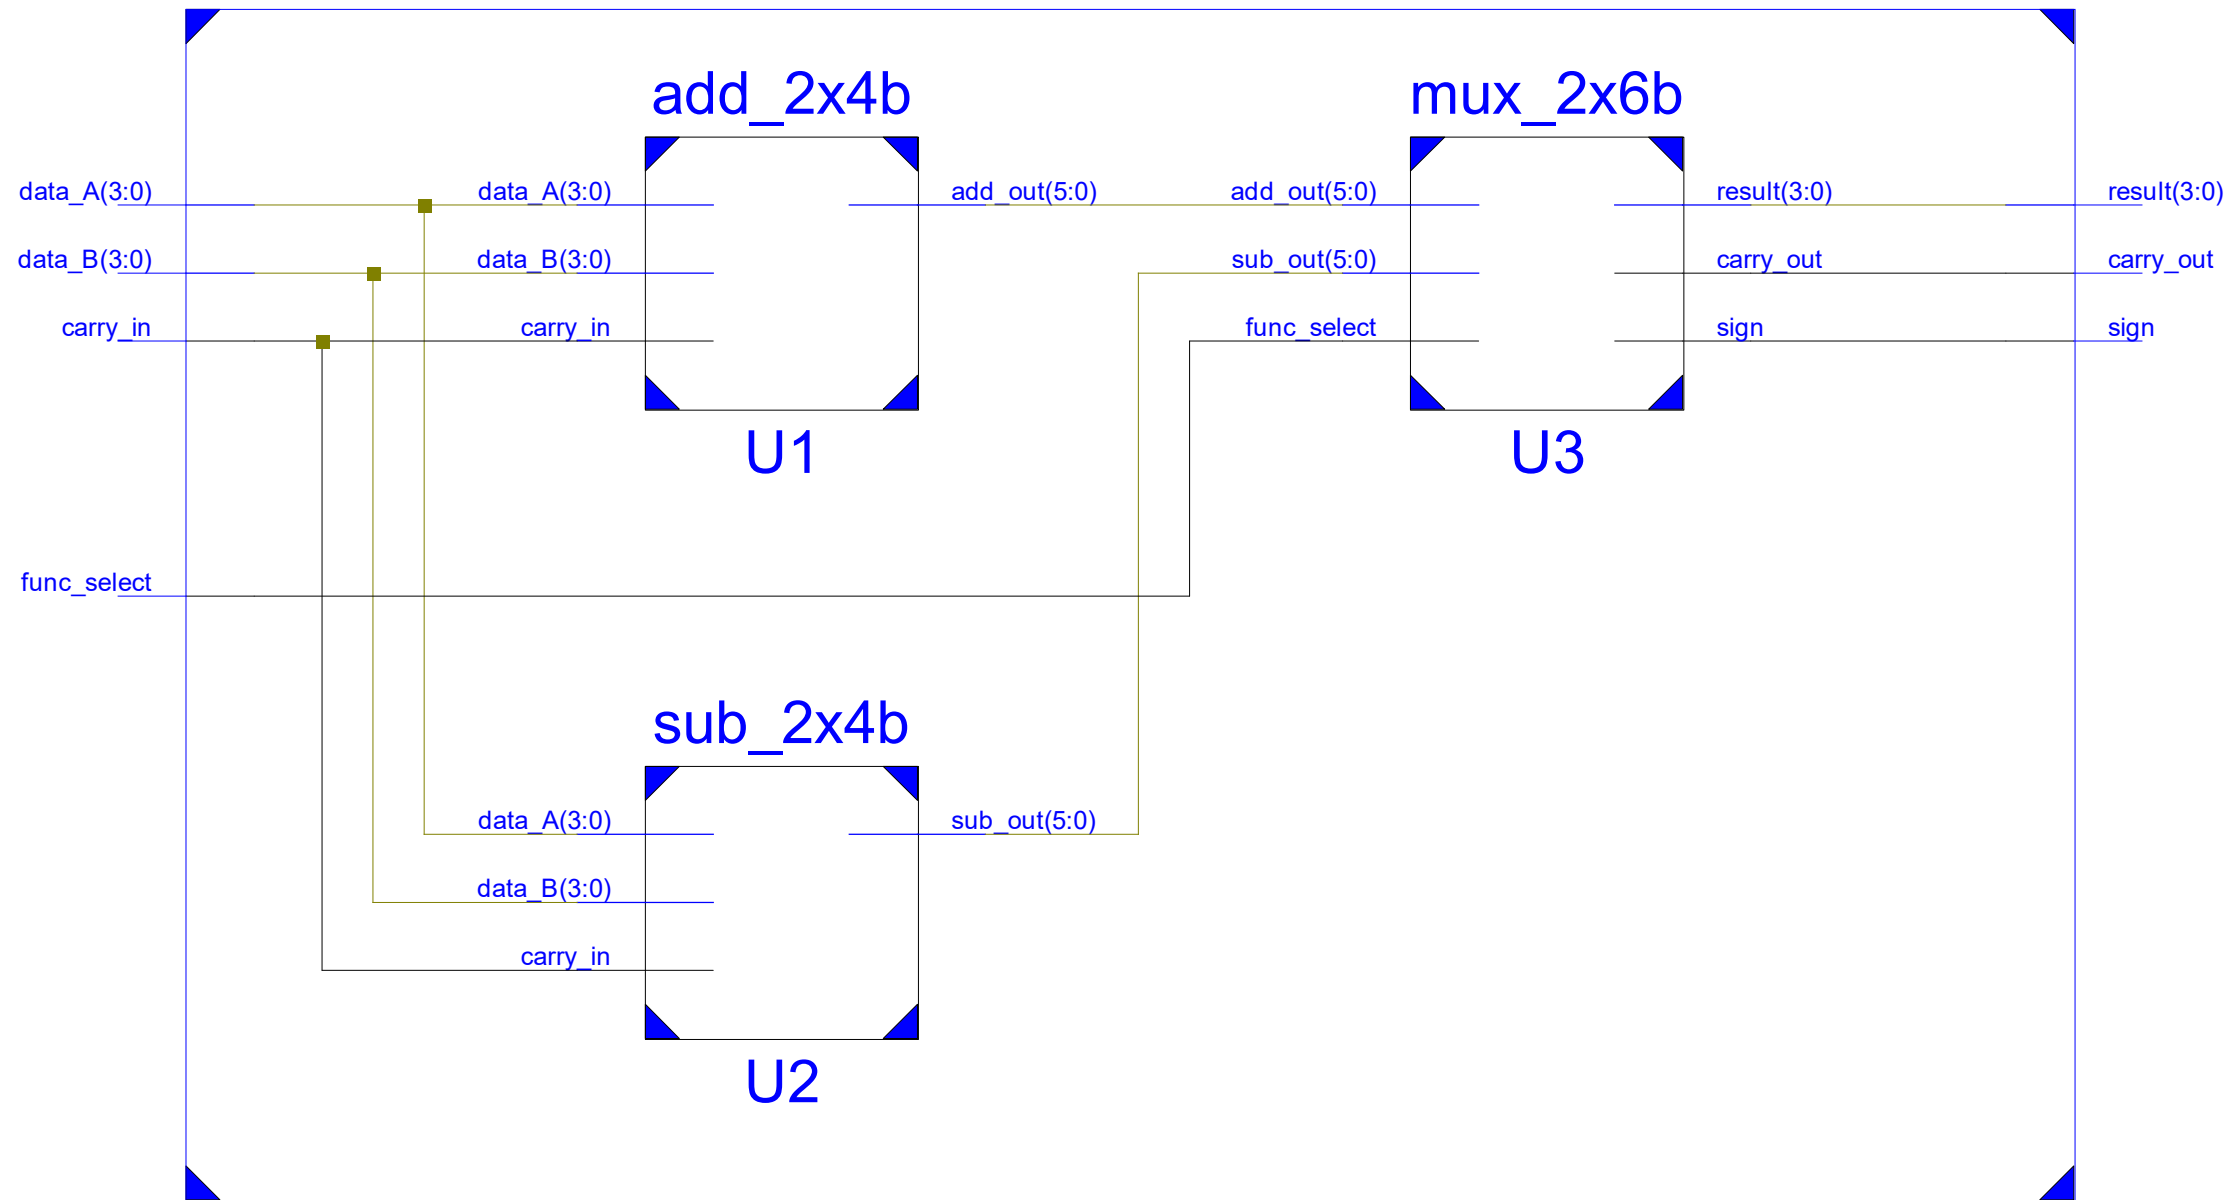 add_2x4b
mux_2x6b
data_A(3:0)
data_A(3:0)
add_out(5:0)
add_out(5:0)
result(3:0)
result(3:0)
data_B(3:0)
data_B(3:0)
sub_out(5:0)
carry_out
carry_out
carry_in
carry_in
func_select
sign
sign
U1
U3
func_select
sub_2x4b
data_A(3:0)
sub_out(5:0)
data_B(3:0)
carry_in
U2